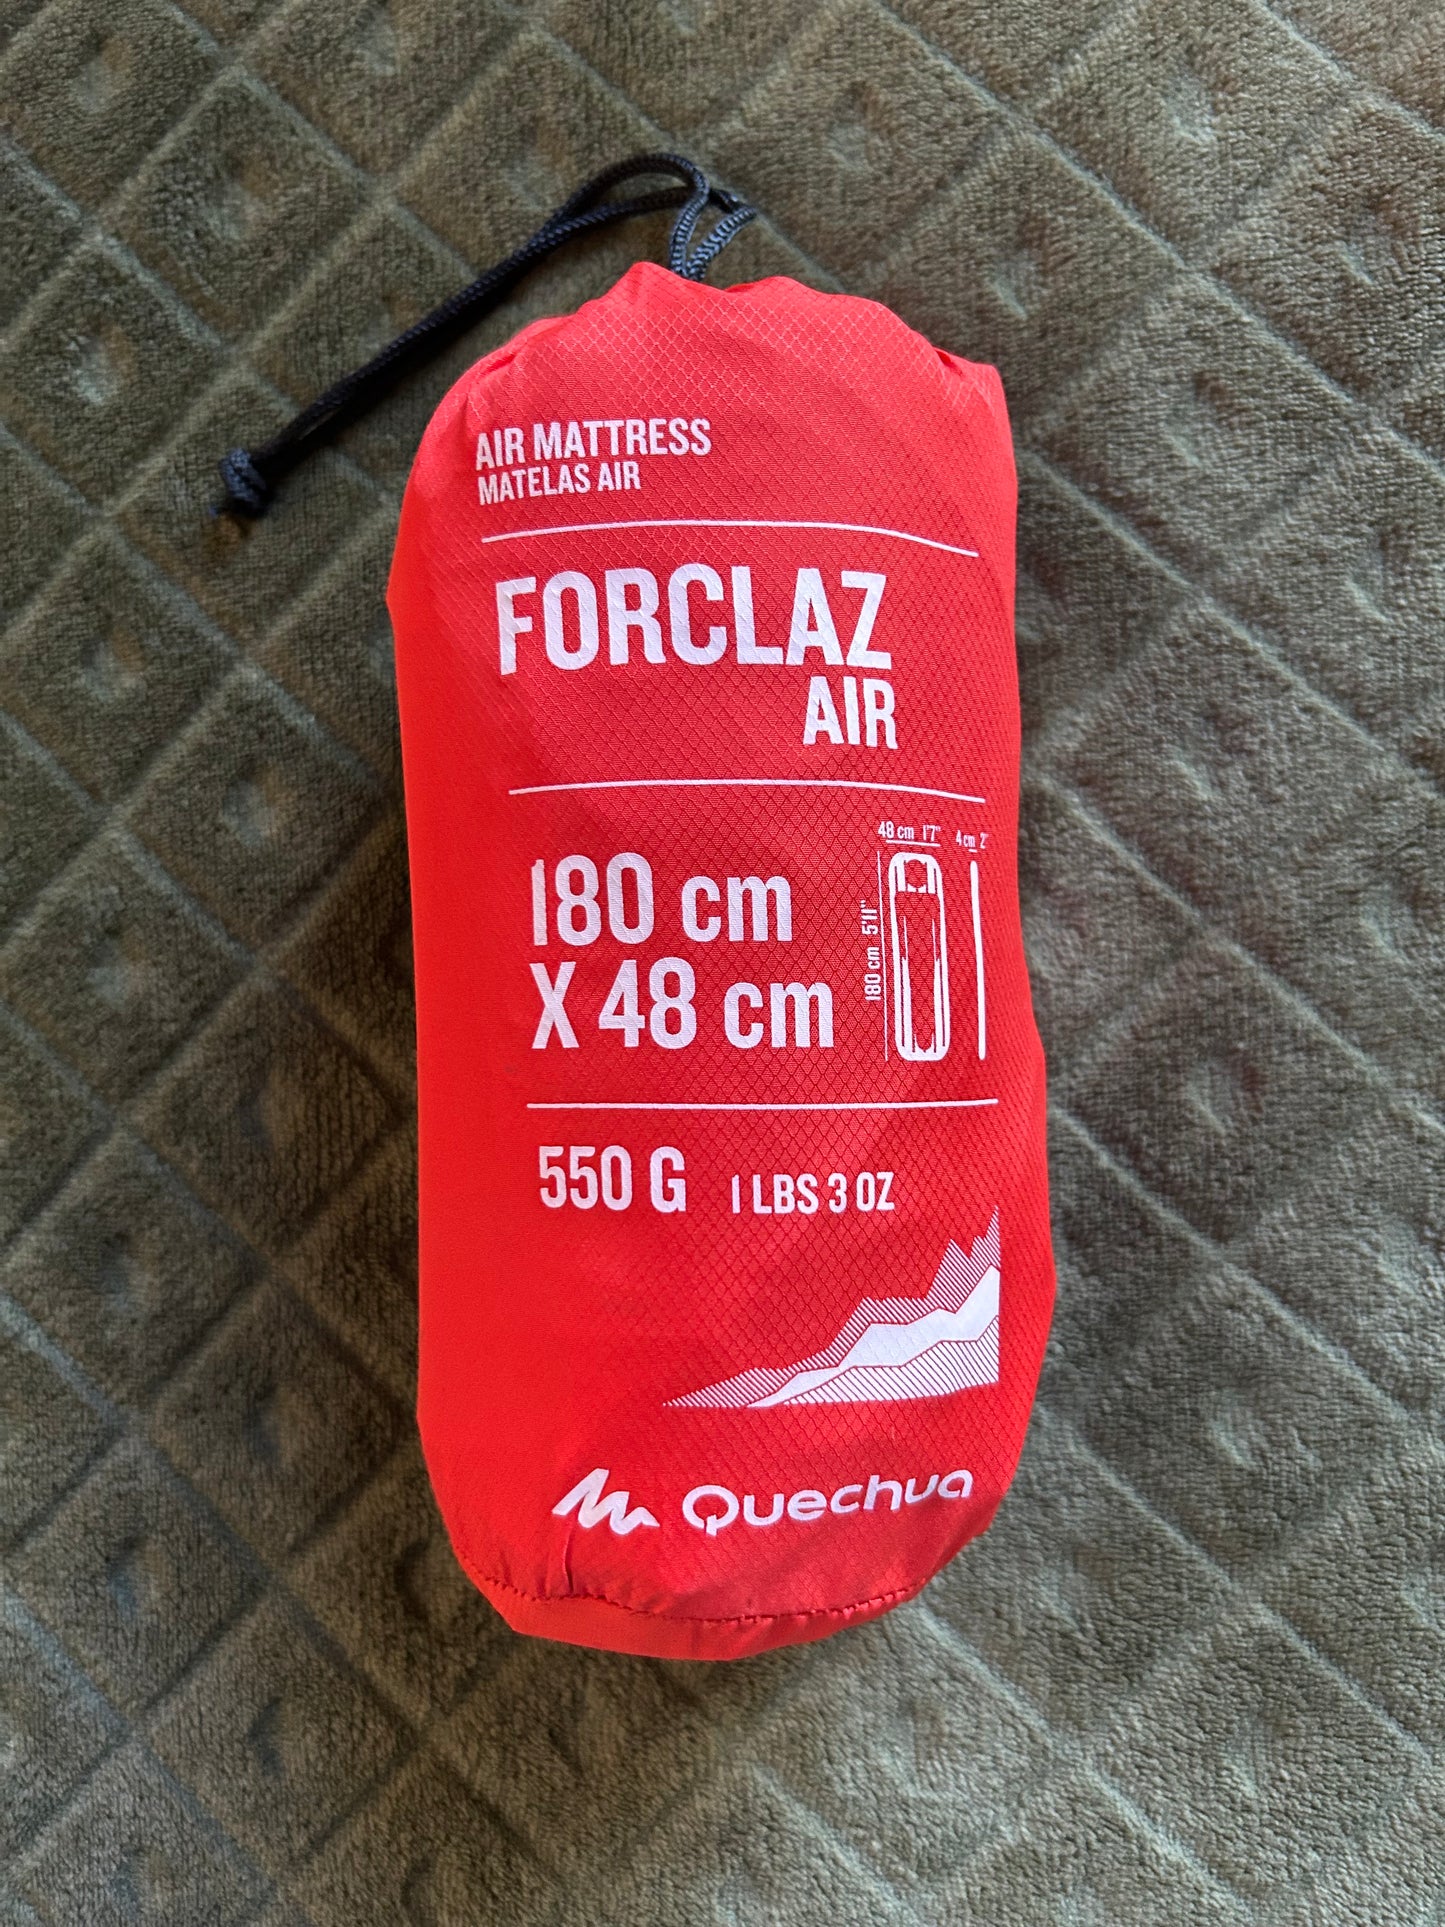 AIR MATTRESS
MATELAS AIR
FORCLAZ
AIR
180 cm
X 48 cm
48 cm 1'7"
4 cm 2"
180 cm 5'11"
550 G 1 LBS 3 OZ
Quechua